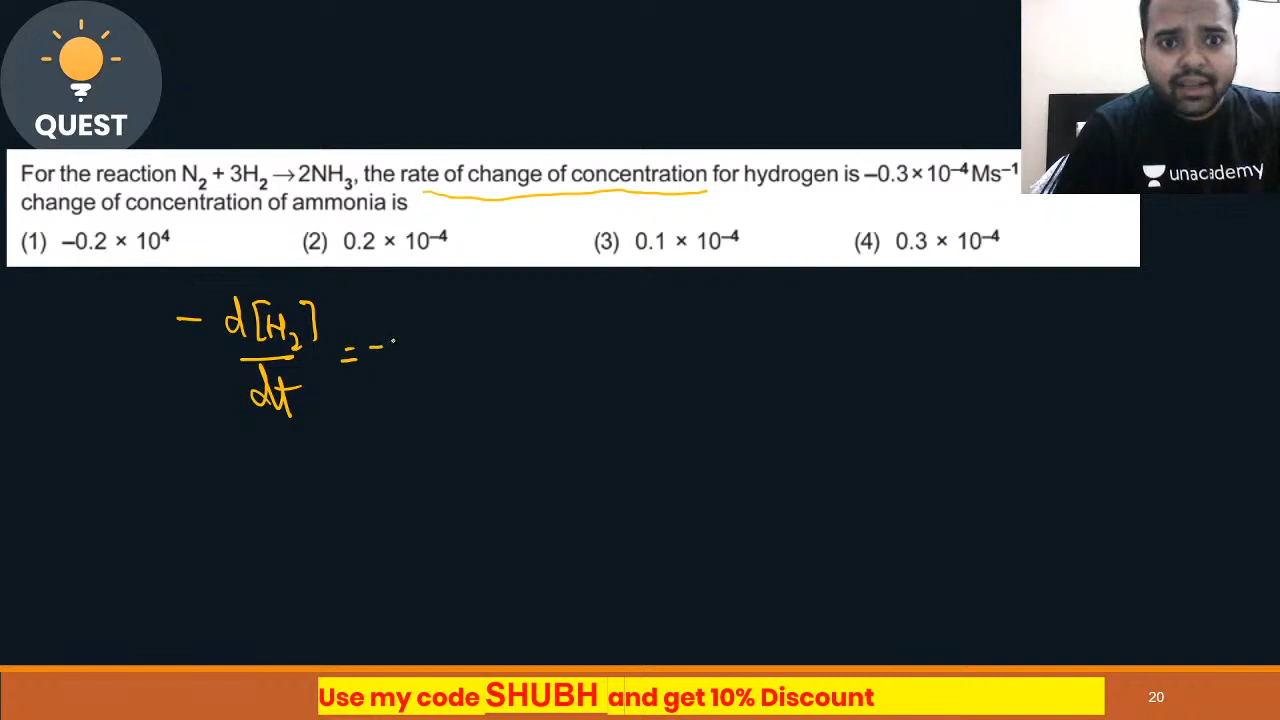 QUEST
unacademy
For the reaction N₂ + 3H₂ →2NH₃, the rate of change of concentration for hydrogen is –0.3×10⁻⁴ Ms⁻¹
change of concentration of ammonia is
(1) –0.2 × 10⁴ (2) 0.2 × 10⁻⁴ (3) 0.1 × 10⁻⁴ (4) 0.3 × 10⁻⁴
- d[H₂]
= -
dt
Use my code SHUBH and get 10% Discount
20